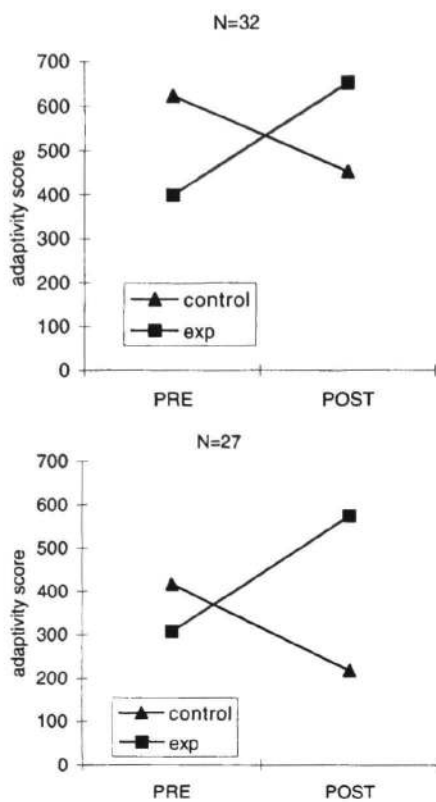 N=32
700
600
500
400
300
200
100
0
adaptivity score
control
exp
PRE POST
N=27
700
600
500
400
300
200
100
0
adaptivity score
control
exp
PRE POST